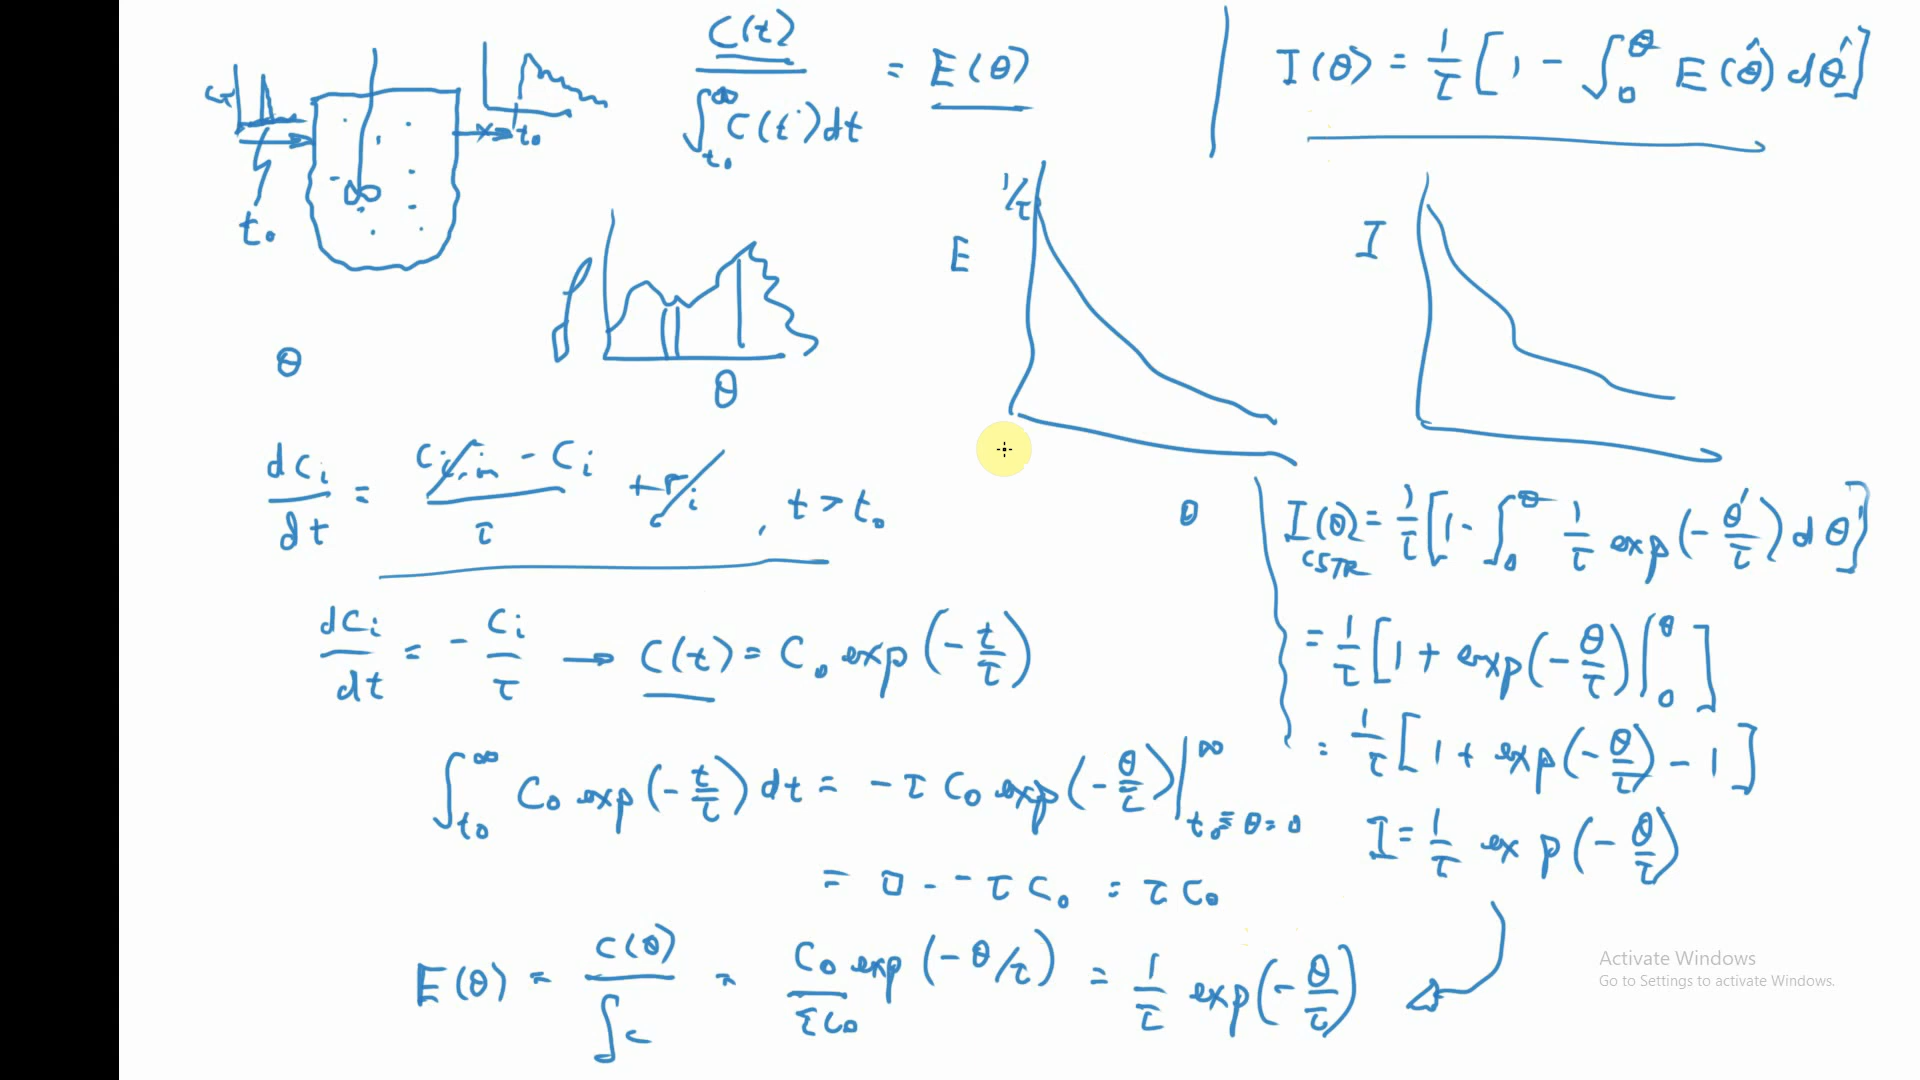 C(t) / ∫_{t₀}^{∞} C(t)dt = E(θ)
I(θ) = 1/τ [1 - ∫₀^θ E(θ̂) dθ̂]
t₀
t₀
1/τ
E
I
θ
θ
dCᵢ/dt = (Cᵢ,ᵢₙ - Cᵢ)/τ + rᵢ , t > t₀
dCᵢ/dt = - Cᵢ/τ → C(t) = C₀ exp(-t/τ)
∫_{t₀}^{∞} C₀ exp(-t/τ) dt = -τ C₀ exp(-θ/τ) |_{t₀ ≡ θ=0}^{∞}
= 0 - -τ C₀ = τ C₀
E(θ) = C(θ)/∫C = C₀ exp(-θ/τ)/τC₀ = 1/τ exp(-θ/τ)
θ
I(θ) CSTR = 1/τ [1 - ∫₀^θ 1/τ exp(-θ'/τ) dθ']
= 1/τ [1 + exp(-θ/τ) |₀^θ ]
= 1/τ [1 + exp(-θ/τ) - 1]
I = 1/τ exp(-θ/τ)
Activate Windows
Go to Settings to activate Windows.